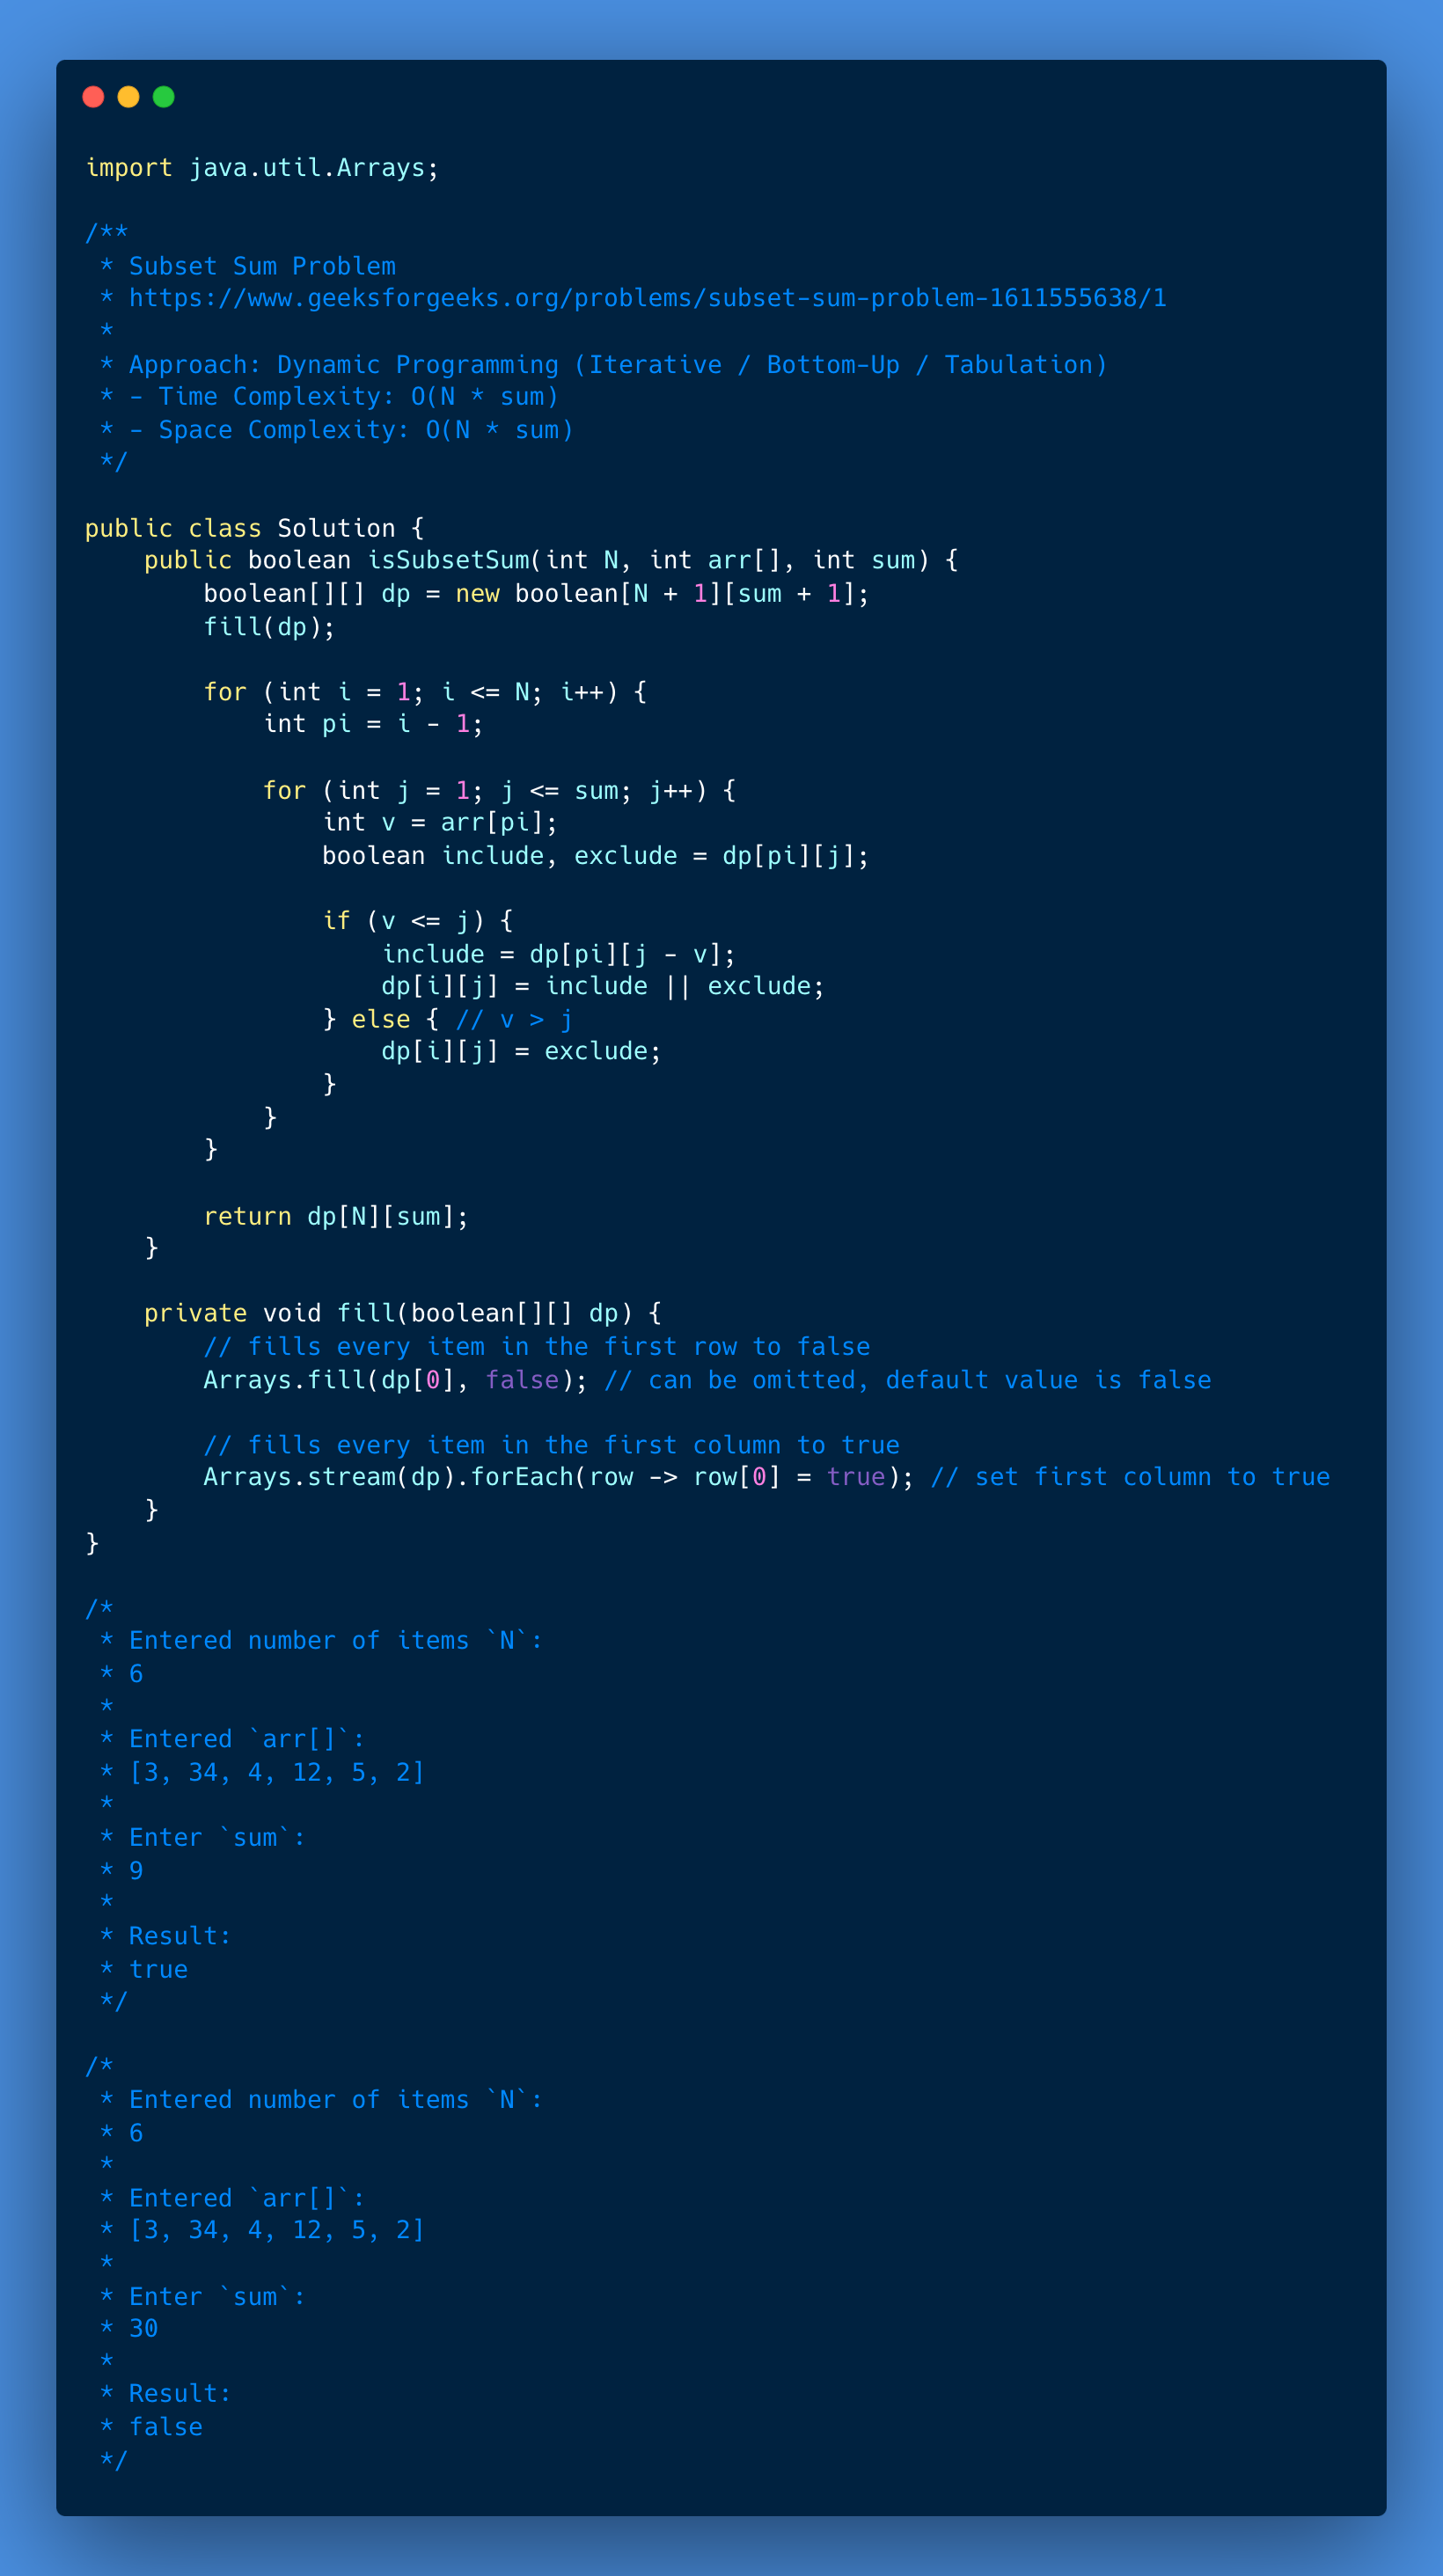 import java.util.Arrays;

/**
 * Subset Sum Problem
 * https://www.geeksforgeeks.org/problems/subset-sum-problem-1611555638/1
 *
 * Approach: Dynamic Programming (Iterative / Bottom-Up / Tabulation)
 * - Time Complexity: O(N * sum)
 * - Space Complexity: O(N * sum)
 */

public class Solution {
    public boolean isSubsetSum(int N, int arr[], int sum) {
        boolean[][] dp = new boolean[N + 1][sum + 1];
        fill(dp);

        for (int i = 1; i <= N; i++) {
            int pi = i - 1;

            for (int j = 1; j <= sum; j++) {
                int v = arr[pi];
                boolean include, exclude = dp[pi][j];

                if (v <= j) {
                    include = dp[pi][j - v];
                    dp[i][j] = include || exclude;
                } else { // v > j
                    dp[i][j] = exclude;
                }
            }
        }

        return dp[N][sum];
    }

    private void fill(boolean[][] dp) {
        // fills every item in the first row to false
        Arrays.fill(dp[0], false); // can be omitted, default value is false

        // fills every item in the first column to true
        Arrays.stream(dp).forEach(row -> row[0] = true); // set first column to true
    }
}

/*
 * Entered number of items `N`:
 * 6
 *
 * Entered `arr[]`:
 * [3, 34, 4, 12, 5, 2]
 *
 * Enter `sum`:
 * 9
 *
 * Result:
 * true
 */

/*
 * Entered number of items `N`:
 * 6
 *
 * Entered `arr[]`:
 * [3, 34, 4, 12, 5, 2]
 *
 * Enter `sum`:
 * 30
 *
 * Result:
 * false
 */